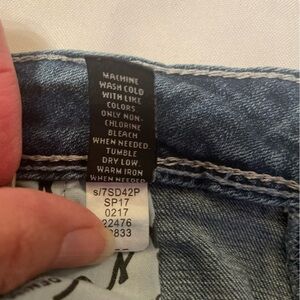 MACHINE
WASH COLD
WITH LIKE
COLORS
ONLY NON-
CHLORINE
BLEACH
WHEN NEEDED.
TUMBLE
DRY LOW
WARM IRON
WHEN NEEDED
s/7SD42P
SP17
0217
22476